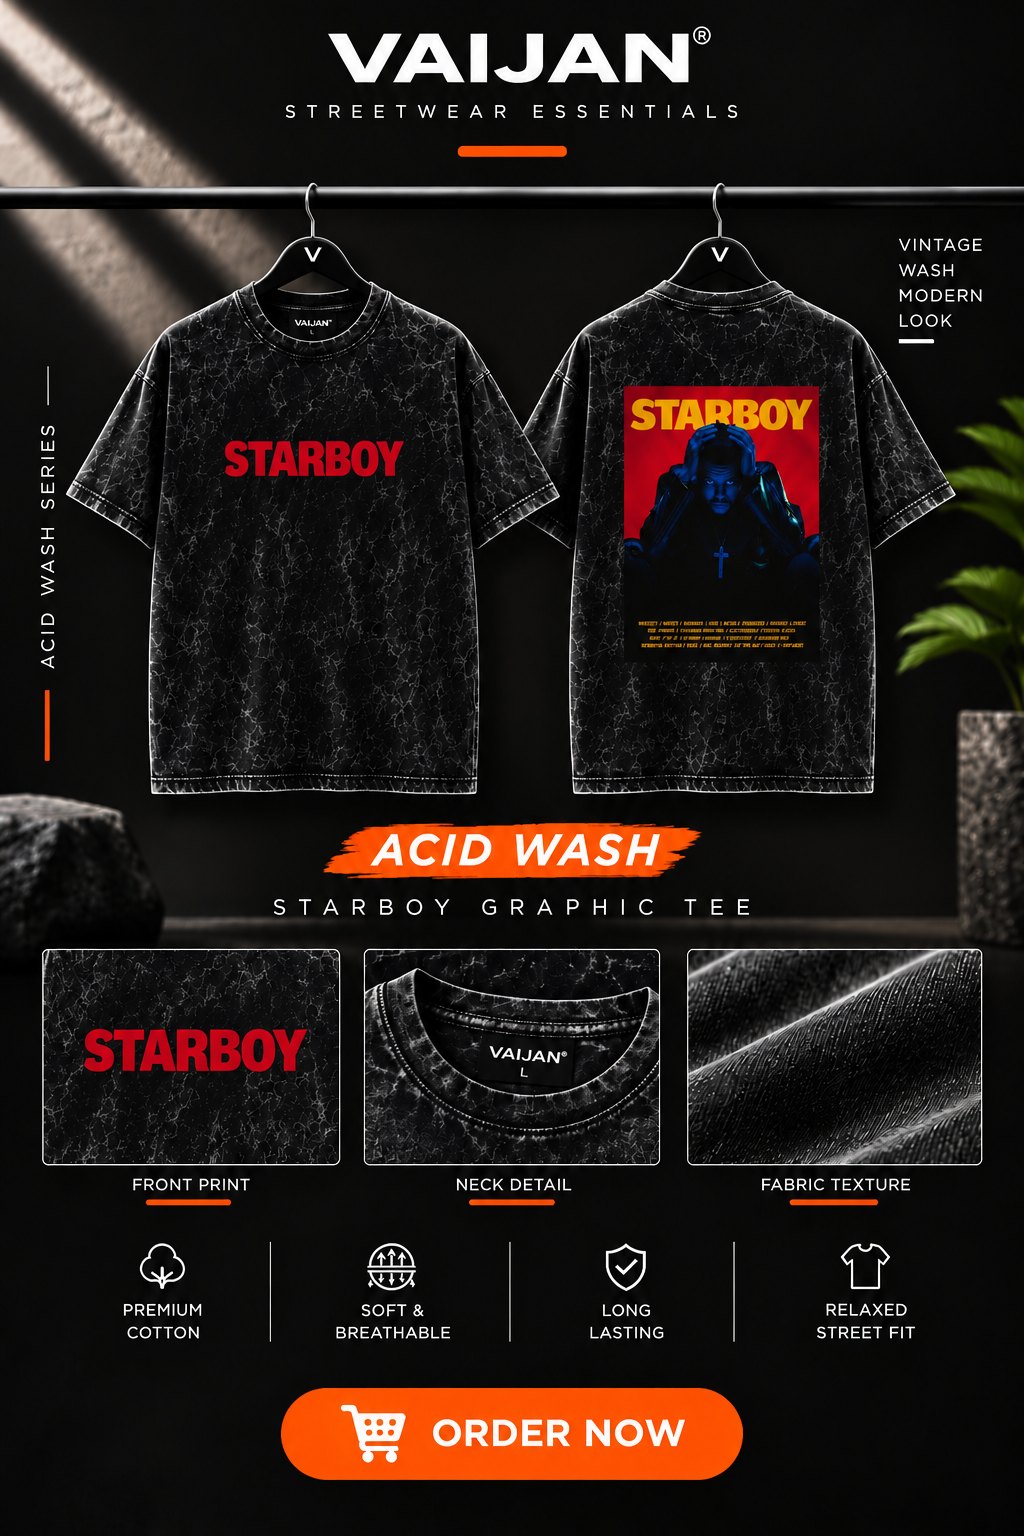 VAIJAN®
STREETWEAR ESSENTIALS
V
V
VINTAGE
WASH
MODERN
LOOK
VAIJAN
L
STARBOY
STARBOY
ACID WASH SERIES
ACID WASH
STARBOY GRAPHIC TEE
STARBOY
VAIJAN®
L
FRONT PRINT
NECK DETAIL
FABRIC TEXTURE
PREMIUM
COTTON
SOFT &
BREATHABLE
LONG
LASTING
RELAXED
STREET FIT
ORDER NOW